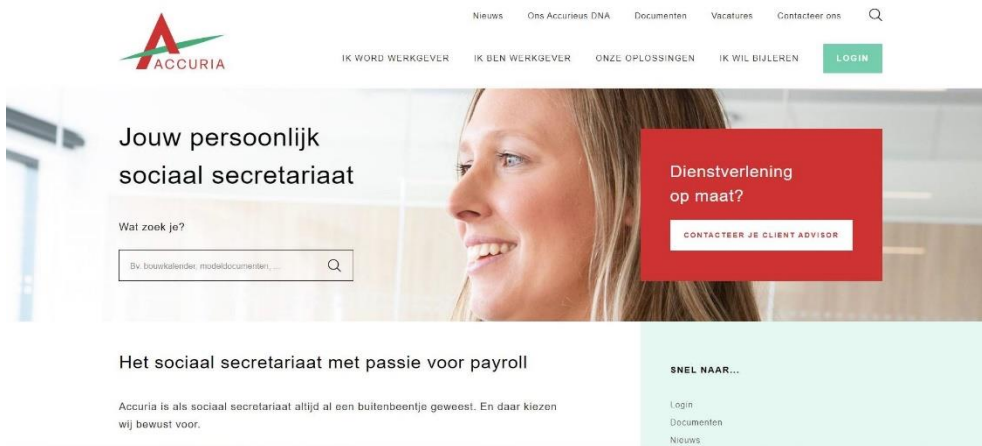 Nieuws Ons Accurieus DNA Documenten Vacatures Contacteer ons
ACCURIA
IK WORD WERKGEVER IK BEN WERKGEVER ONZE OPLOSSINGEN IK WIL BIJLEREN LOGIN
Jouw persoonlijk
sociaal secretariaat
Wat zoek je?
Bv. bouwkalender, modeldocumenten, ...
Dienstverlening
op maat?
CONTACTEER JE CLIENT ADVISOR
Het sociaal secretariaat met passie voor payroll
Accuria is als sociaal secretariaat altijd al een buitenbeentje geweest. En daar kiezen
wij bewust voor.
SNEL NAAR...
Login
Documenten
Nieuws